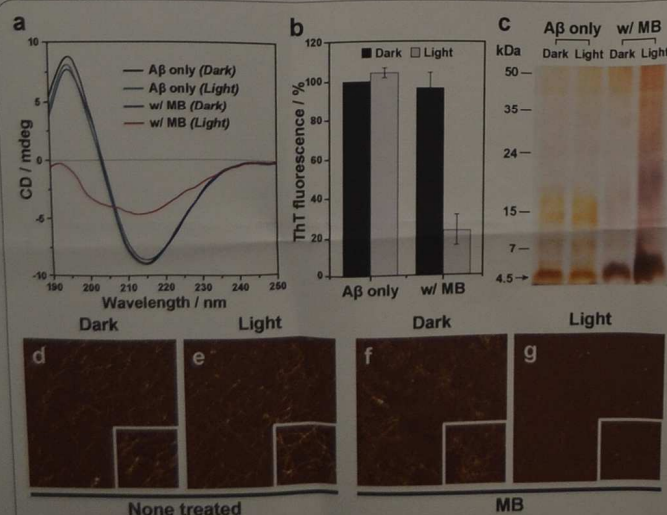 a
10
5
0
-5
-10
CD / mdeg
Aβ only (Dark)
Aβ only (Light)
w/ MB (Dark)
w/ MB (Light)
190 200 210 220 230 240 250
Wavelength / nm
b
120
100
80
60
40
20
0
ThT fluorescence / %
Dark Light
Aβ only w/ MB
c
Aβ only w/ MB
kDa Dark Light Dark Light
50
35
24
15
7
4.5
Dark Light Dark Light
d e f g
None treated MB